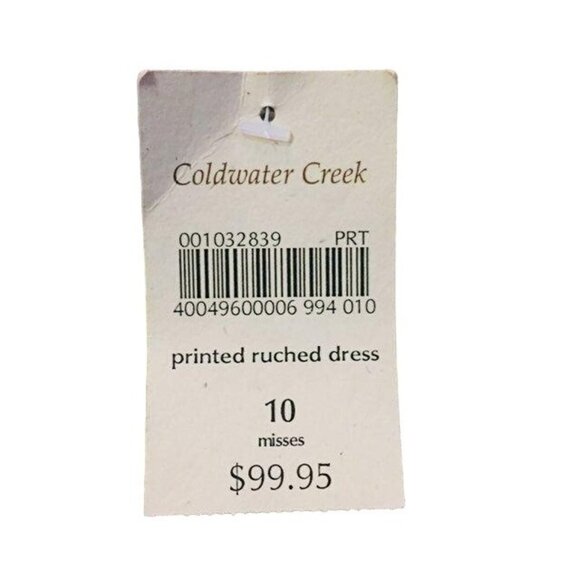 Coldwater Creek
001032839 PRT
40049600006 994 010
printed ruched dress
10
misses
$99.95